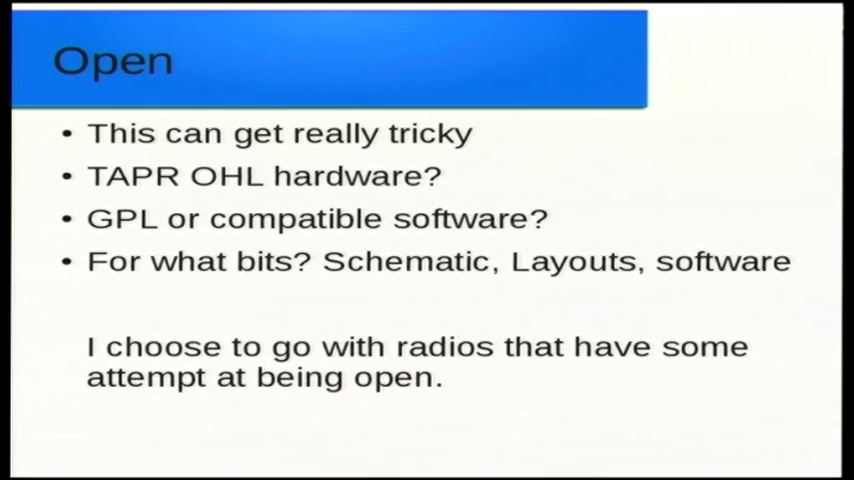 Open
• This can get really tricky
• TAPR OHL hardware?
• GPL or compatible software?
• For what bits? Schematic, Layouts, software
I choose to go with radios that have some
attempt at being open.